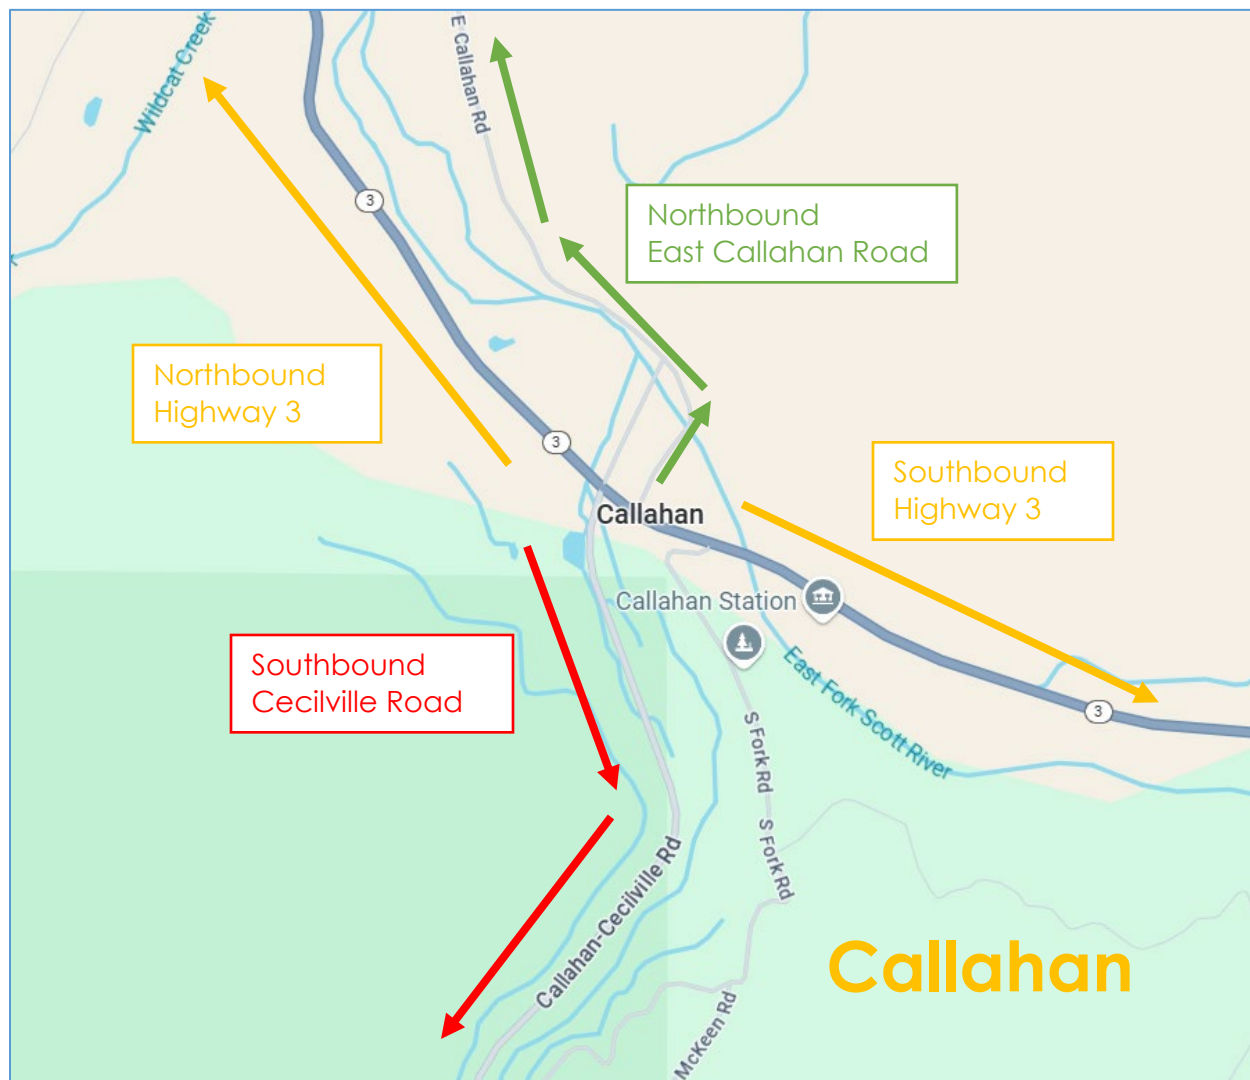 Wildcat Creek
E Callahan Rd
3
Northbound
East Callahan Road
Northbound
Highway 3
3
Southbound
Highway 3
Callahan
Callahan Station
Southbound
Cecilville Road
East Fork Scott River
3
S Fork Rd
S Fork Rd
Callahan-Cecilville Rd
Callahan
McKeen Rd